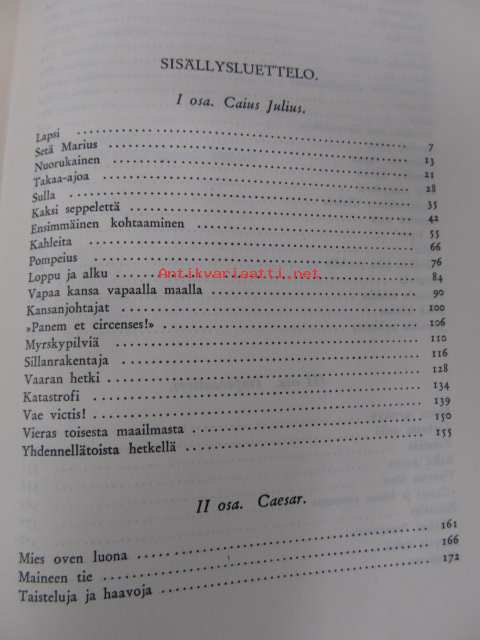 SISÄLLYSLUETTELO.
I osa. Caius Julius.
Lapsi 7
Setä Marius 13
Nuorukainen 21
Takaa-ajoa 28
Sulla 35
Kaksi seppelettä 42
Ensimmäinen kohtaaminen 55
Kahleita 66
Pompeius 76
Loppu ja alku 84
Antikvariaatti.net
Vapaa kansa vapaalla maalla 90
Kansanjohtajat 100
»Panem et circenses!» 106
Myrskypilviä 110
Sillanrakentaja 116
Vaaran hetki 128
Katastrofi 134
Vae victis! 139
Vieras toisesta maailmasta 150
Yhdennellätoista hetkellä 155
II osa. Caesar.
Mies oven luona 161
Maineen tie 166
Taisteluja ja haavoja 172